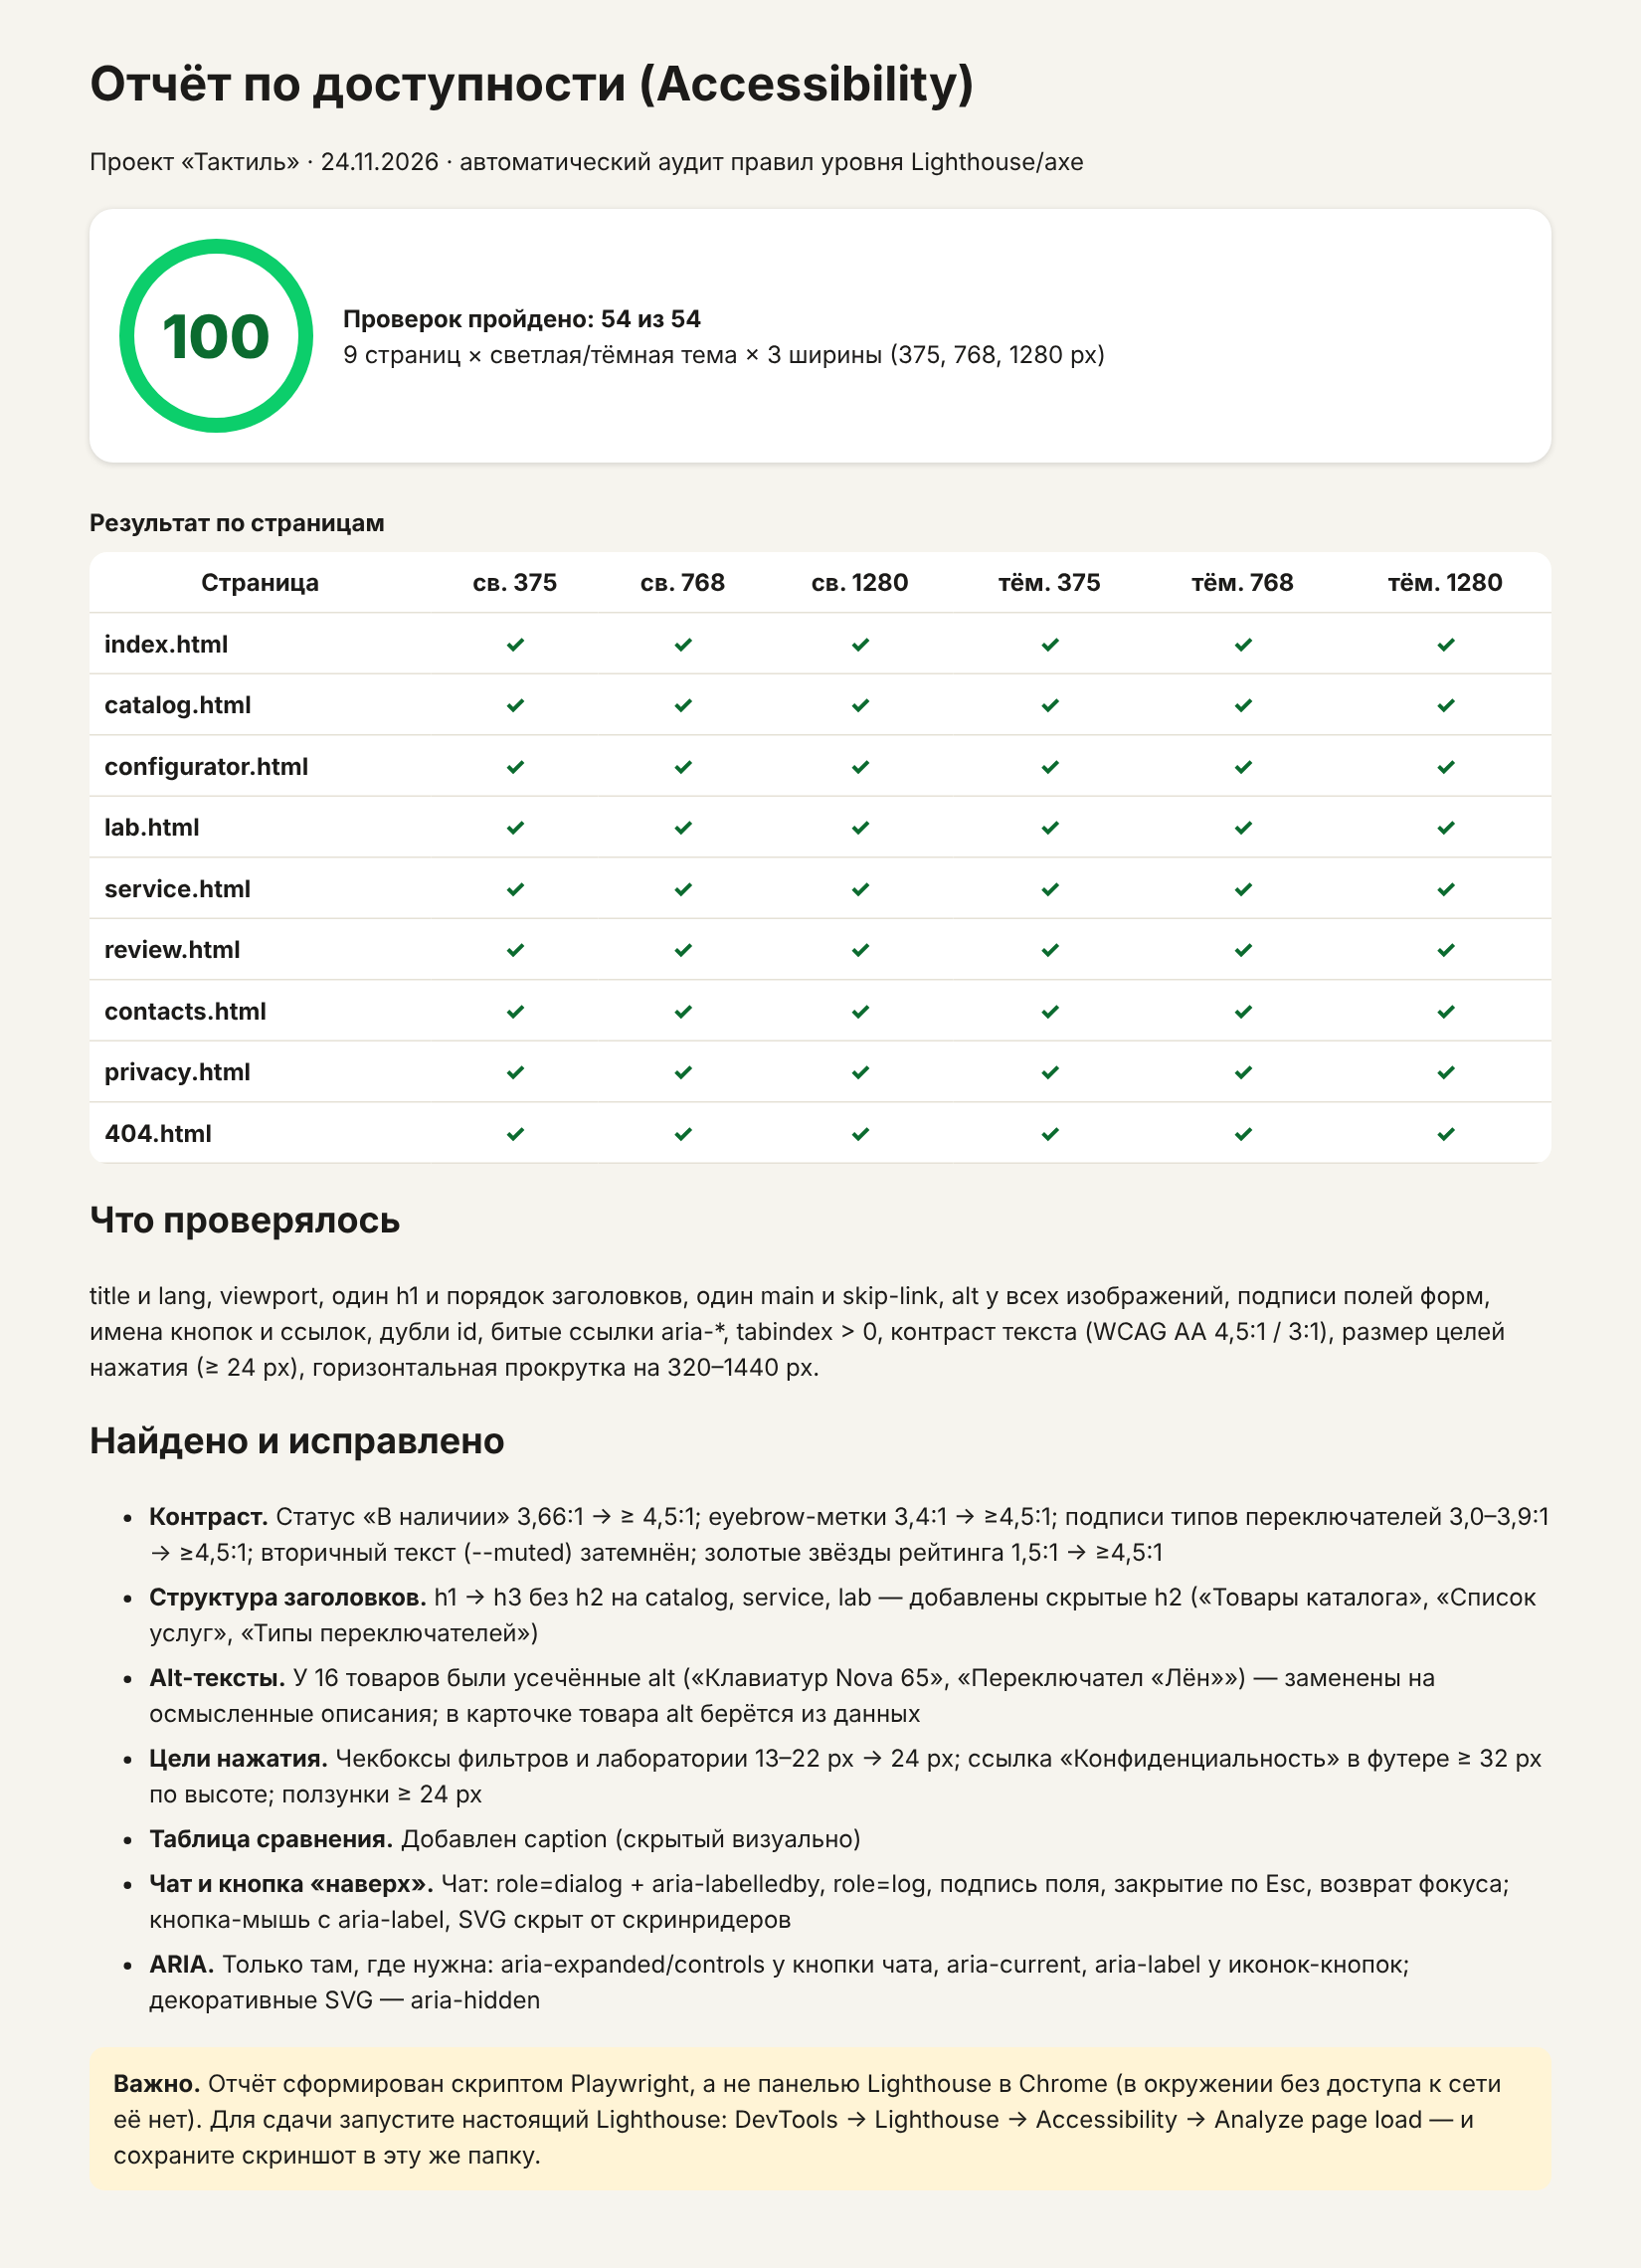 Отчёт по доступности (Accessibility)
Проект «Тактиль» · 24.11.2026 · автоматический аудит правил уровня Lighthouse/axe
100
Проверок пройдено: 54 из 54
9 страниц × светлая/тёмная тема × 3 ширины (375, 768, 1280 px)
Результат по страницам
Страница св. 375 св. 768 св. 1280 тём. 375 тём. 768 тём. 1280
index.html ✓ ✓ ✓ ✓ ✓ ✓
catalog.html ✓ ✓ ✓ ✓ ✓ ✓
configurator.html ✓ ✓ ✓ ✓ ✓ ✓
lab.html ✓ ✓ ✓ ✓ ✓ ✓
service.html ✓ ✓ ✓ ✓ ✓ ✓
review.html ✓ ✓ ✓ ✓ ✓ ✓
contacts.html ✓ ✓ ✓ ✓ ✓ ✓
privacy.html ✓ ✓ ✓ ✓ ✓ ✓
404.html ✓ ✓ ✓ ✓ ✓ ✓
Что проверялось
title и lang, viewport, один h1 и порядок заголовков, один main и skip-link, alt у всех изображений, подписи полей форм,
имена кнопок и ссылок, дубли id, битые ссылки aria-*, tabindex > 0, контраст текста (WCAG AA 4,5:1 / 3:1), размер целей
нажатия (≥ 24 px), горизонтальная прокрутка на 320–1440 px.
Найдено и исправлено
• Контраст. Статус «В наличии» 3,66:1 → ≥ 4,5:1; eyebrow-метки 3,4:1 → ≥4,5:1; подписи типов переключателей 3,0–3,9:1
→ ≥4,5:1; вторичный текст (--muted) затемнён; золотые звёзды рейтинга 1,5:1 → ≥4,5:1
• Структура заголовков. h1 → h3 без h2 на catalog, service, lab — добавлены скрытые h2 («Товары каталога», «Список
услуг», «Типы переключателей»)
• Alt-тексты. У 16 товаров были усечённые alt («Клавиатур Nova 65», «Переключател «Лён»») — заменены на
осмысленные описания; в карточке товара alt берётся из данных
• Цели нажатия. Чекбоксы фильтров и лаборатории 13–22 px → 24 px; ссылка «Конфиденциальность» в футере ≥ 32 px
по высоте; ползунки ≥ 24 px
• Таблица сравнения. Добавлен caption (скрытый визуально)
• Чат и кнопка «наверх». Чат: role=dialog + aria-labelledby, role=log, подпись поля, закрытие по Esc, возврат фокуса;
кнопка-мышь с aria-label, SVG скрыт от скринридеров
• ARIA. Только там, где нужна: aria-expanded/controls у кнопки чата, aria-current, aria-label у иконок-кнопок;
декоративные SVG — aria-hidden
Важно. Отчёт сформирован скриптом Playwright, а не панелью Lighthouse в Chrome (в окружении без доступа к сети
её нет). Для сдачи запустите настоящий Lighthouse: DevTools → Lighthouse → Accessibility → Analyze page load — и
сохраните скриншот в эту же папку.